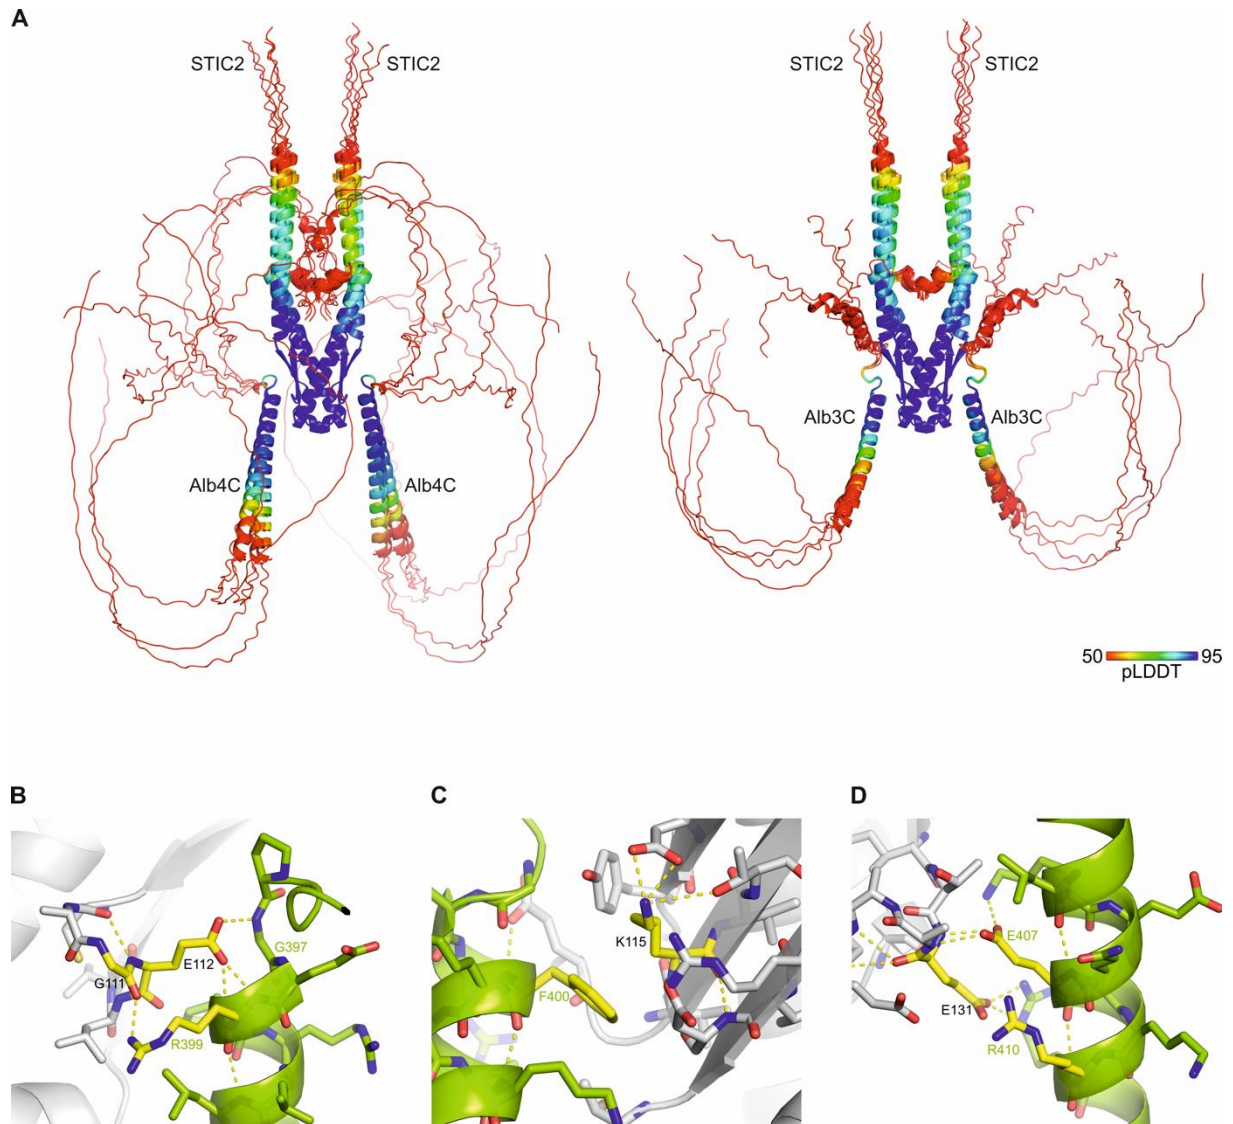 A
STIC2 STIC2 STIC2 STIC2
Alb4C Alb4C Alb3C Alb3C
50 95
pLDDT
B C D
G111 E112 G397
R399
K115
F400
E407
E131
R410